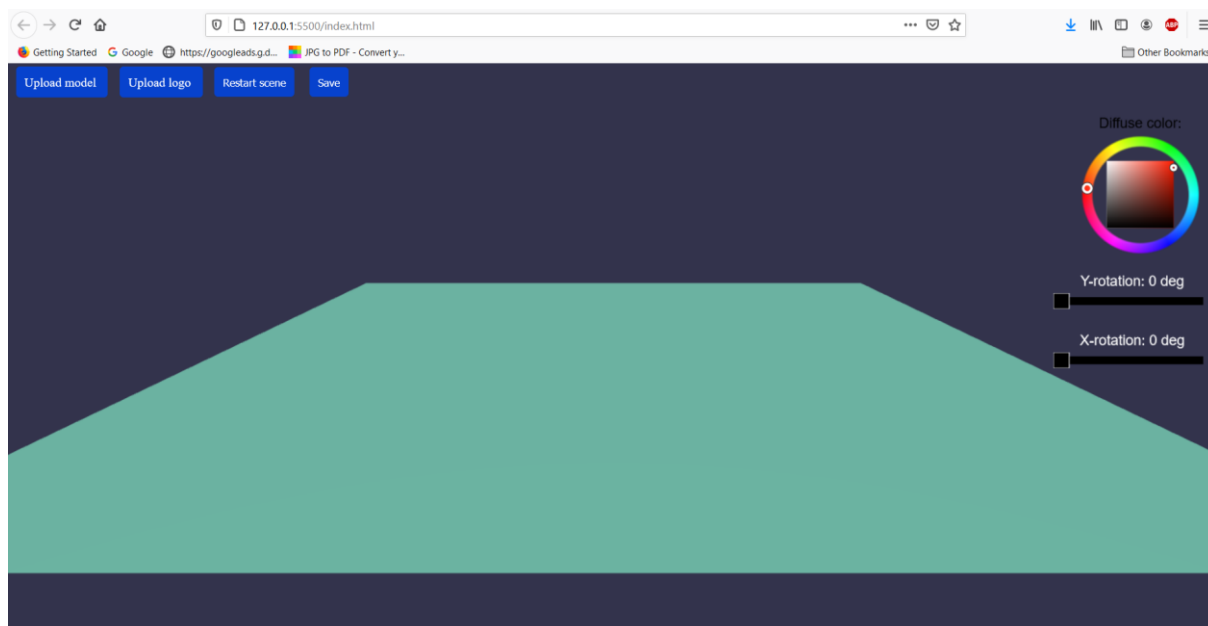 127.0.0.1:5500/index.html
Getting Started Google https://googleads.g.d... JPG to PDF - Convert y... Other Bookmarks
Upload model Upload logo Restart scene Save
Diffuse color:
Y-rotation: 0 deg
X-rotation: 0 deg